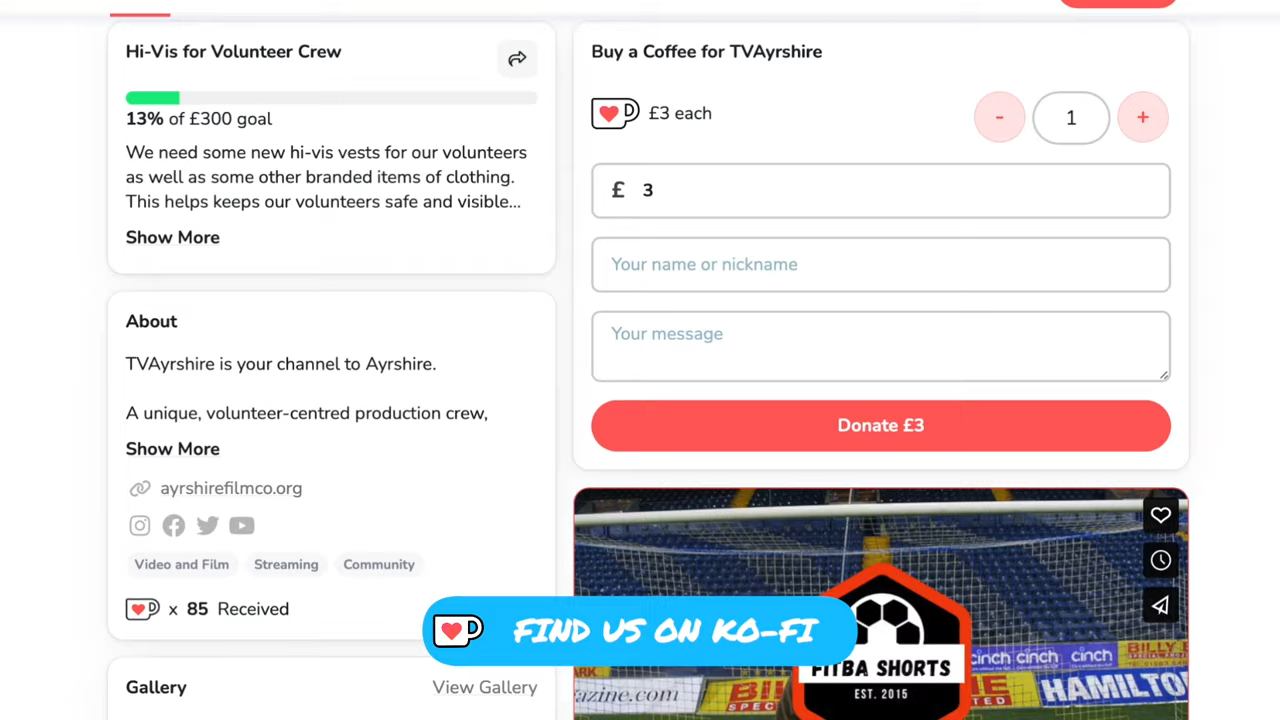 Hi-Vis for Volunteer Crew
13% of £300 goal
We need some new hi-vis vests for our volunteers
as well as some other branded items of clothing.
This helps keeps our volunteers safe and visible...
Show More
About
TVAyrshire is your channel to Ayrshire.
A unique, volunteer-centred production crew,
Show More
ayrshirefilmco.org
Video and Film Streaming Community
x 85 Received
Gallery View Gallery
Buy a Coffee for TVAyrshire
£3 each
- 1 +
£ 3
Your name or nickname
Your message
Donate £3
FIND US ON KO-FI
FITBA SHORTS
EST. 2015
cinch cinch cinch
HAMILTO